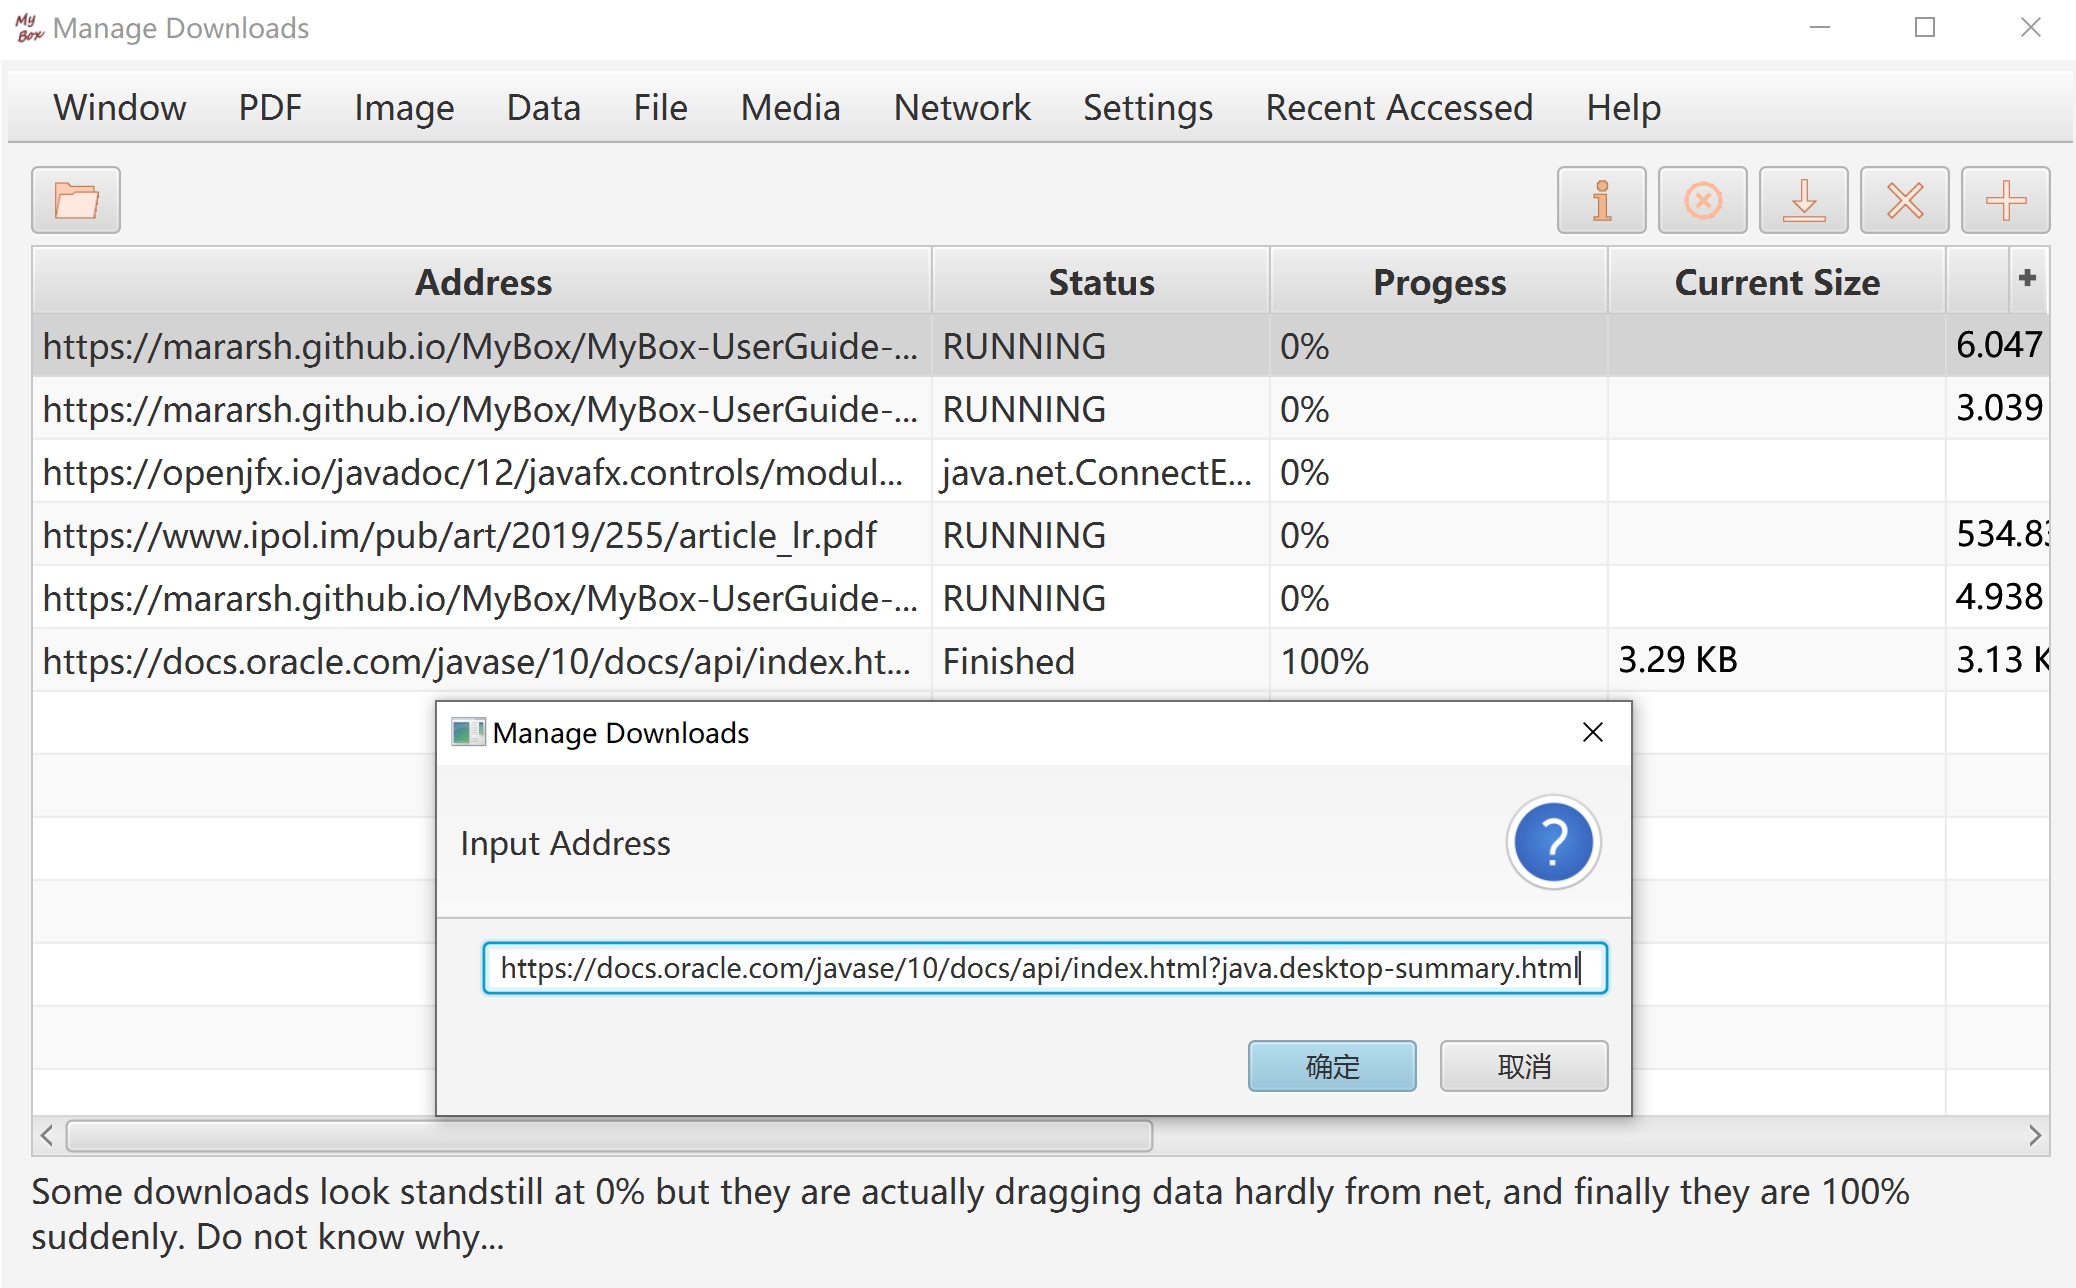 My Box Manage Downloads
Window PDF Image Data File Media Network Settings Recent Accessed Help
Address Status Progess Current Size
https://mararsh.github.io/MyBox/MyBox-UserGuide-... RUNNING 0% 6.047
https://mararsh.github.io/MyBox/MyBox-UserGuide-... RUNNING 0% 3.039
https://openjfx.io/javadoc/12/javafx.controls/modul... java.net.ConnectE... 0%
https://www.ipol.im/pub/art/2019/255/article_lr.pdf RUNNING 0% 534.83
https://mararsh.github.io/MyBox/MyBox-UserGuide-... RUNNING 0% 4.938
https://docs.oracle.com/javase/10/docs/api/index.ht... Finished 100% 3.29 KB 3.13 K
Manage Downloads
Input Address
https://docs.oracle.com/javase/10/docs/api/index.html?java.desktop-summary.html
确定 取消
Some downloads look standstill at 0% but they are actually dragging data hardly from net, and finally they are 100%
suddenly. Do not know why...